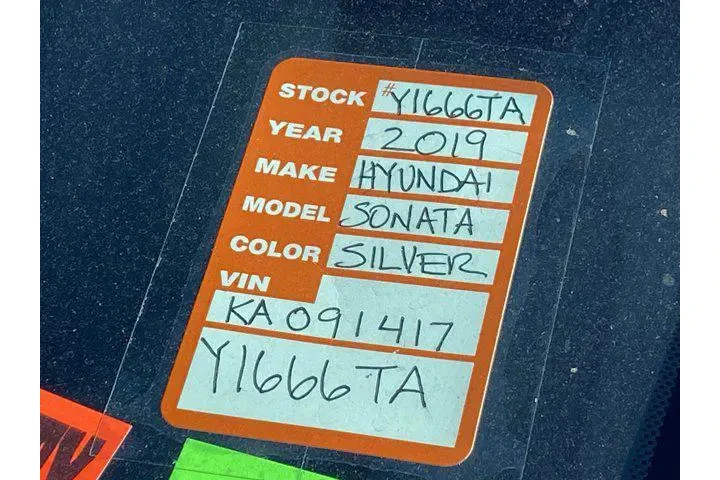 STOCK #Y1666TA
YEAR 2019
MAKE HYUNDAI
MODEL SONATA
COLOR SILVER
VIN
KA091417
Y1666TA